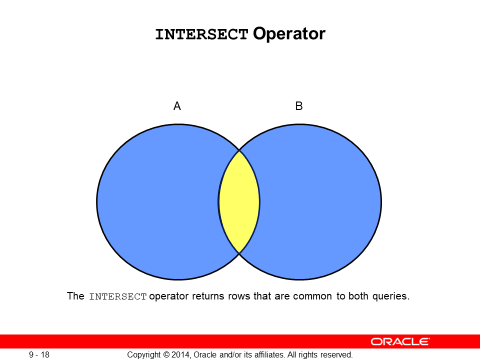 INTERSECT Operator
A B
The INTERSECT operator returns rows that are common to both queries.
ORACLE
9 - 18 Copyright © 2014, Oracle and/or its affiliates. All rights reserved.